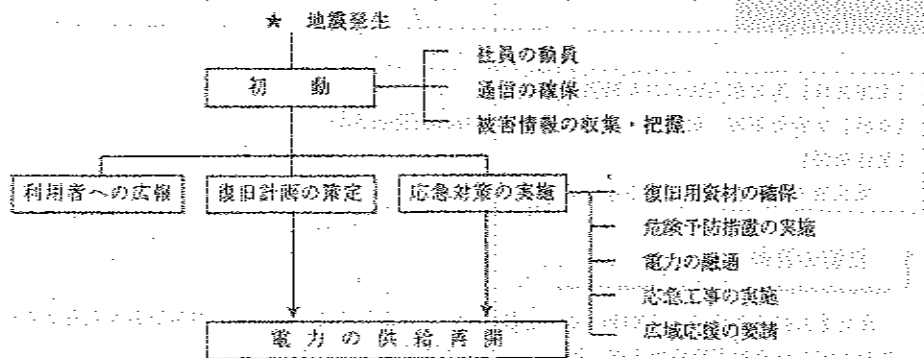 ★ 地震発生
初動
社員の動員
通信の確保
被害情報の収集・把握
利用者への広報
復旧計画の策定
応急対策の実施
復旧用資材の確保
危険予防措置の実施
電力の融通
応急工事の実施
広域応援の要請
電力の供給再開